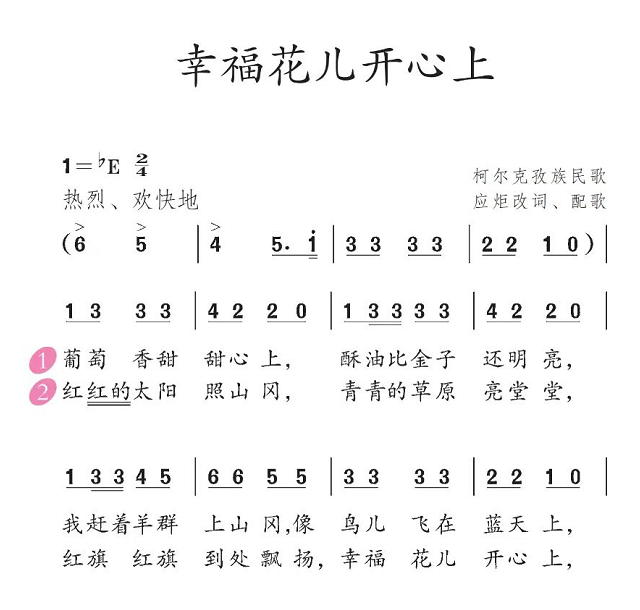 幸福花儿开心上
1=♭E 2/4
柯尔克孜族民歌
热烈、欢快地
应炬改词、配歌
(6 5 | 4 5. i | 3 3 3 3 | 2 2 1 0 ) |
1 3 3 3 | 4 2 2 0 | 1 3 3 3 3 | 4 2 2 0 |
1 葡萄 香甜 甜心上, 酥油比金子 还明亮,
2 红红的太阳 照山冈, 青青的草原 亮堂堂,
1 3 3 4 5 | 6 6 5 5 | 3 3 3 3 | 2 2 1 0 |
我赶着羊群 上山冈,像 鸟儿 飞在 蓝天上,
红旗 红旗 到处飘扬, 幸福 花儿 开心上,